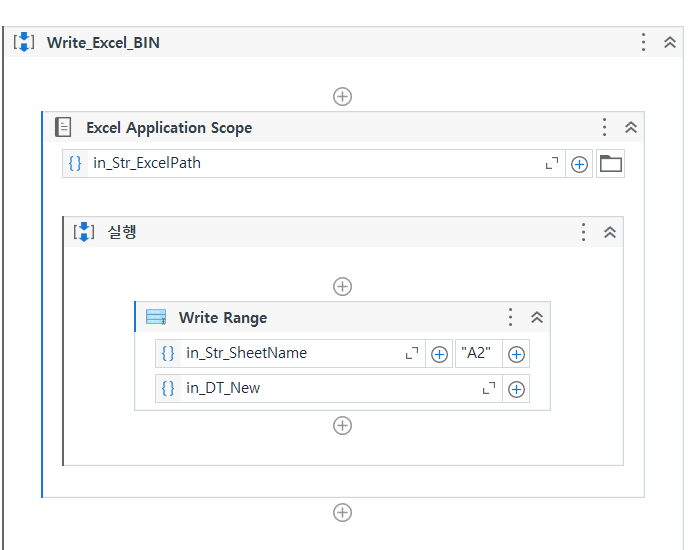 Write_Excel_BIN
Excel Application Scope
{} in_Str_ExcelPath
실행
Write Range
{} in_Str_SheetName "A2"
{} in_DT_New